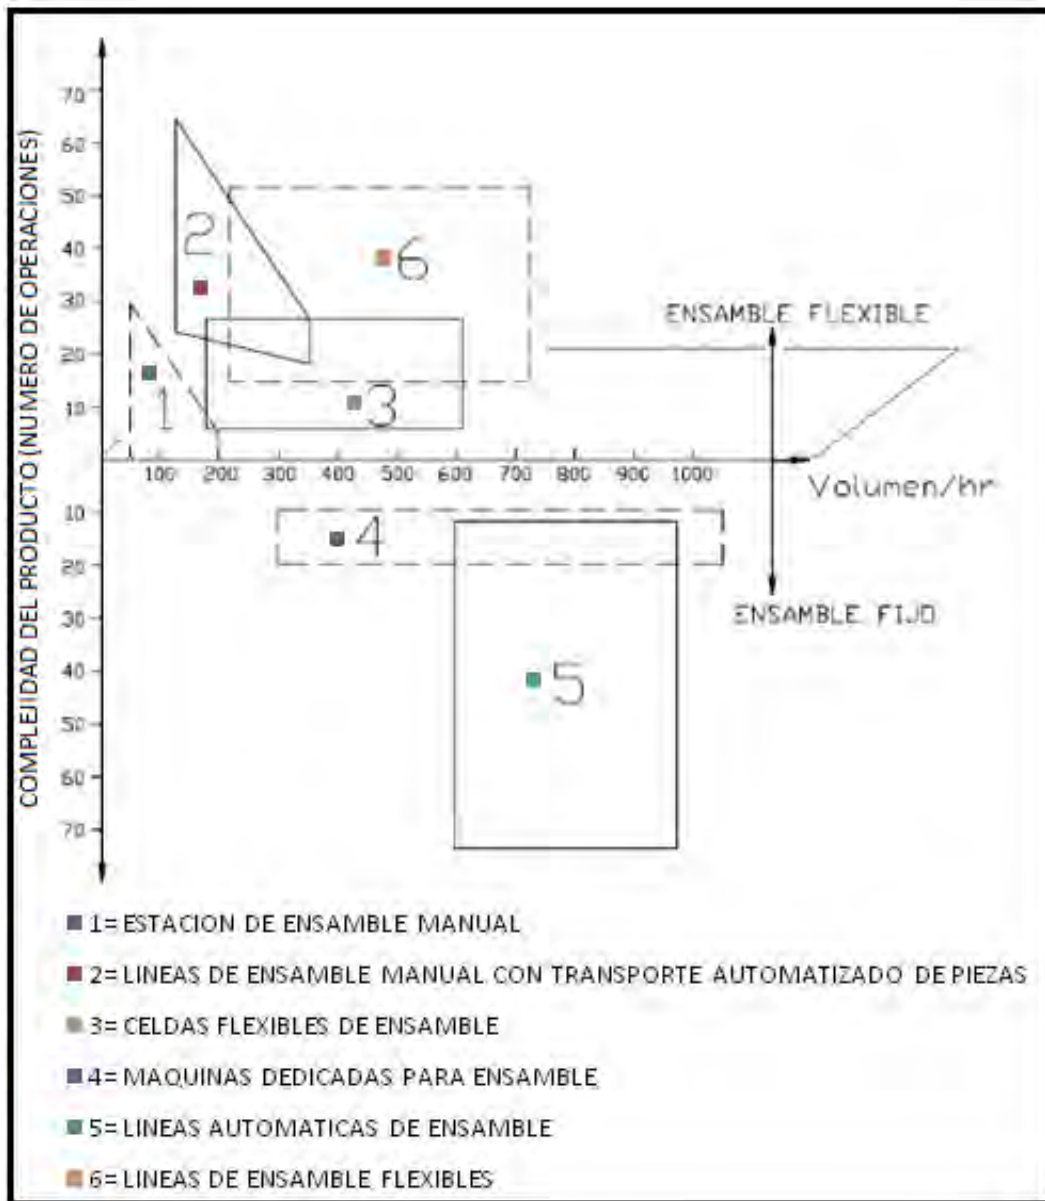 COMPLEJIDAD DEL PRODUCTO (NUMERO DE OPERACIONES)
70
60
50
40
30
20
10
2
6
1
3
ENSAMBLE FLEXIBLE
100 200 300 400 500 600 700 800 900 1000
Volumen/hr
10
20
30
40
50
60
70
4
5
ENSAMBLE FIJO
1= ESTACION DE ENSAMBLE MANUAL
2= LINEAS DE ENSAMBLE MANUAL CON TRANSPORTE AUTOMATIZADO DE PIEZAS
3= CELDAS FLEXIBLES DE ENSAMBLE
4= MAQUINAS DEDICADAS PARA ENSAMBLE
5= LINEAS AUTOMATICAS DE ENSAMBLE
6= LINEAS DE ENSAMBLE FLEXIBLES